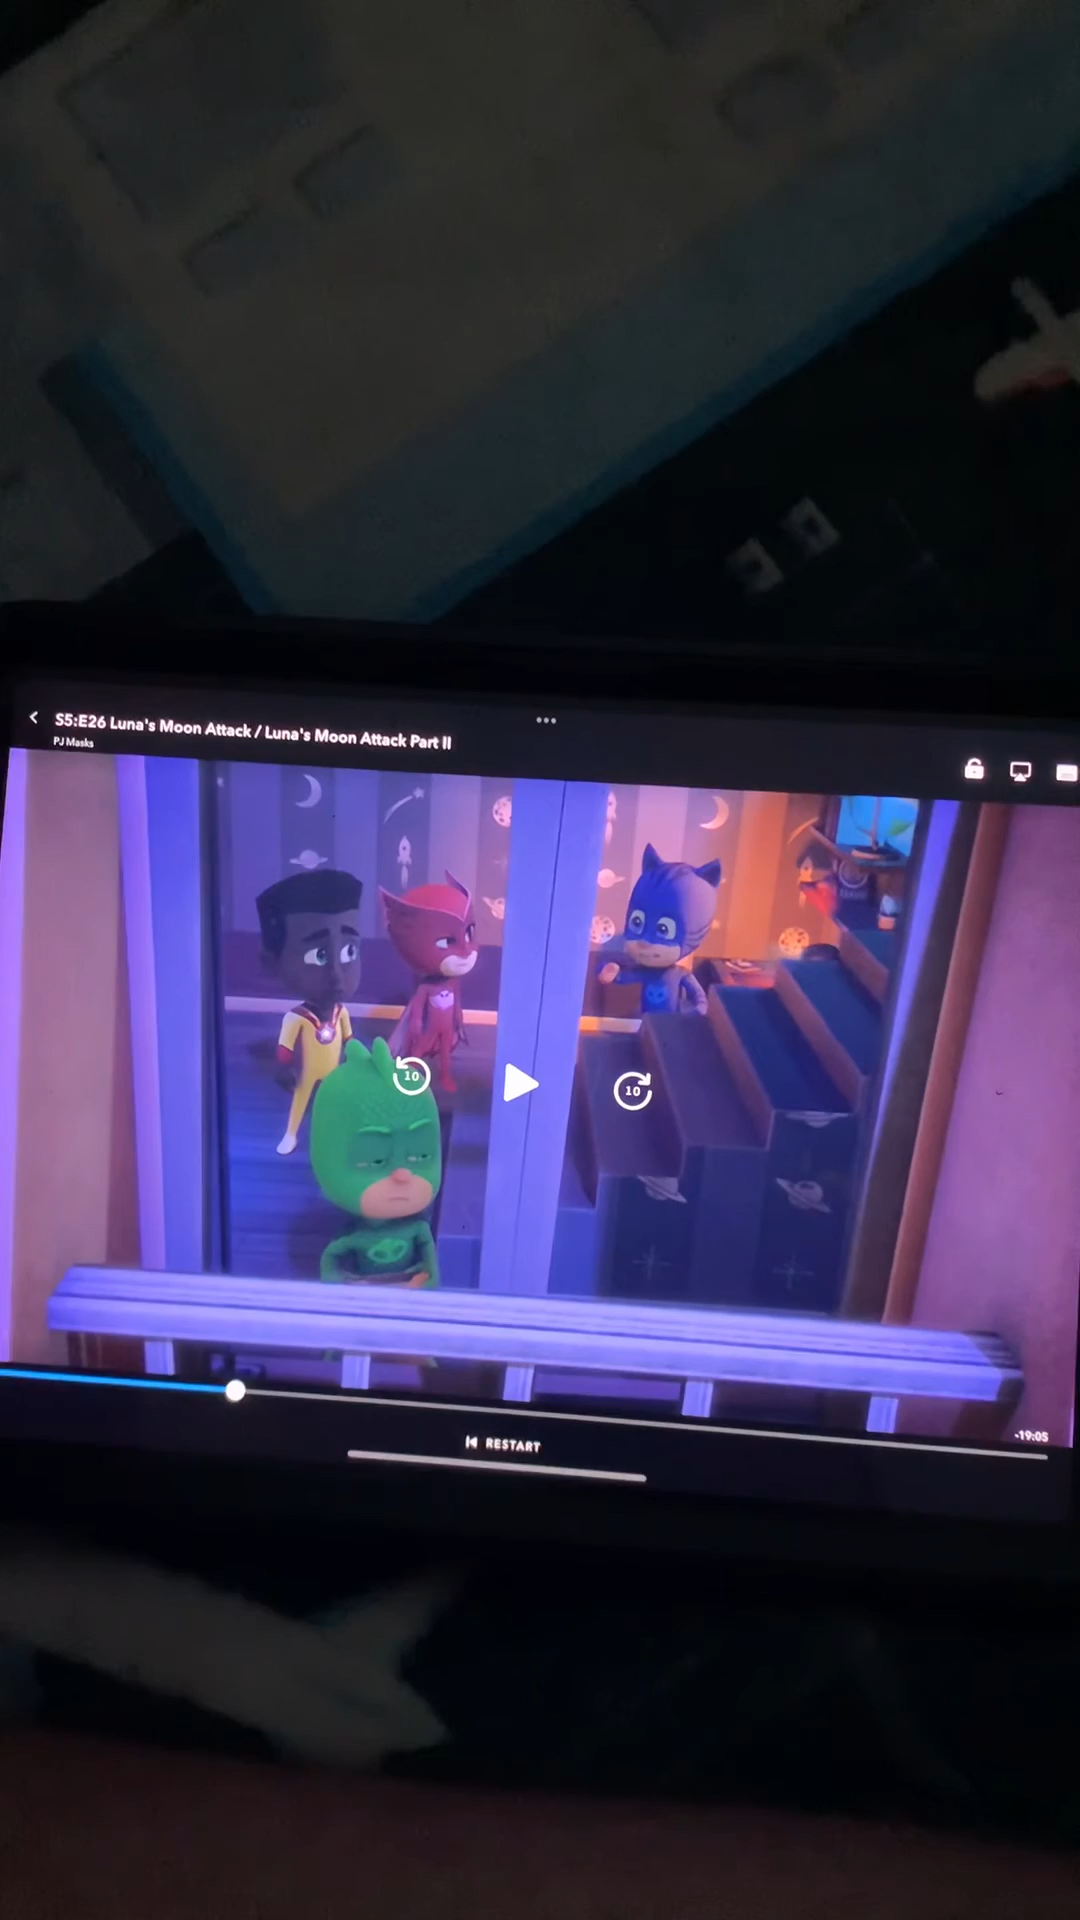 S5:E26 Luna's Moon Attack / Luna's Moon Attack Part II
PJ Masks
10
10
-19:05
RESTART